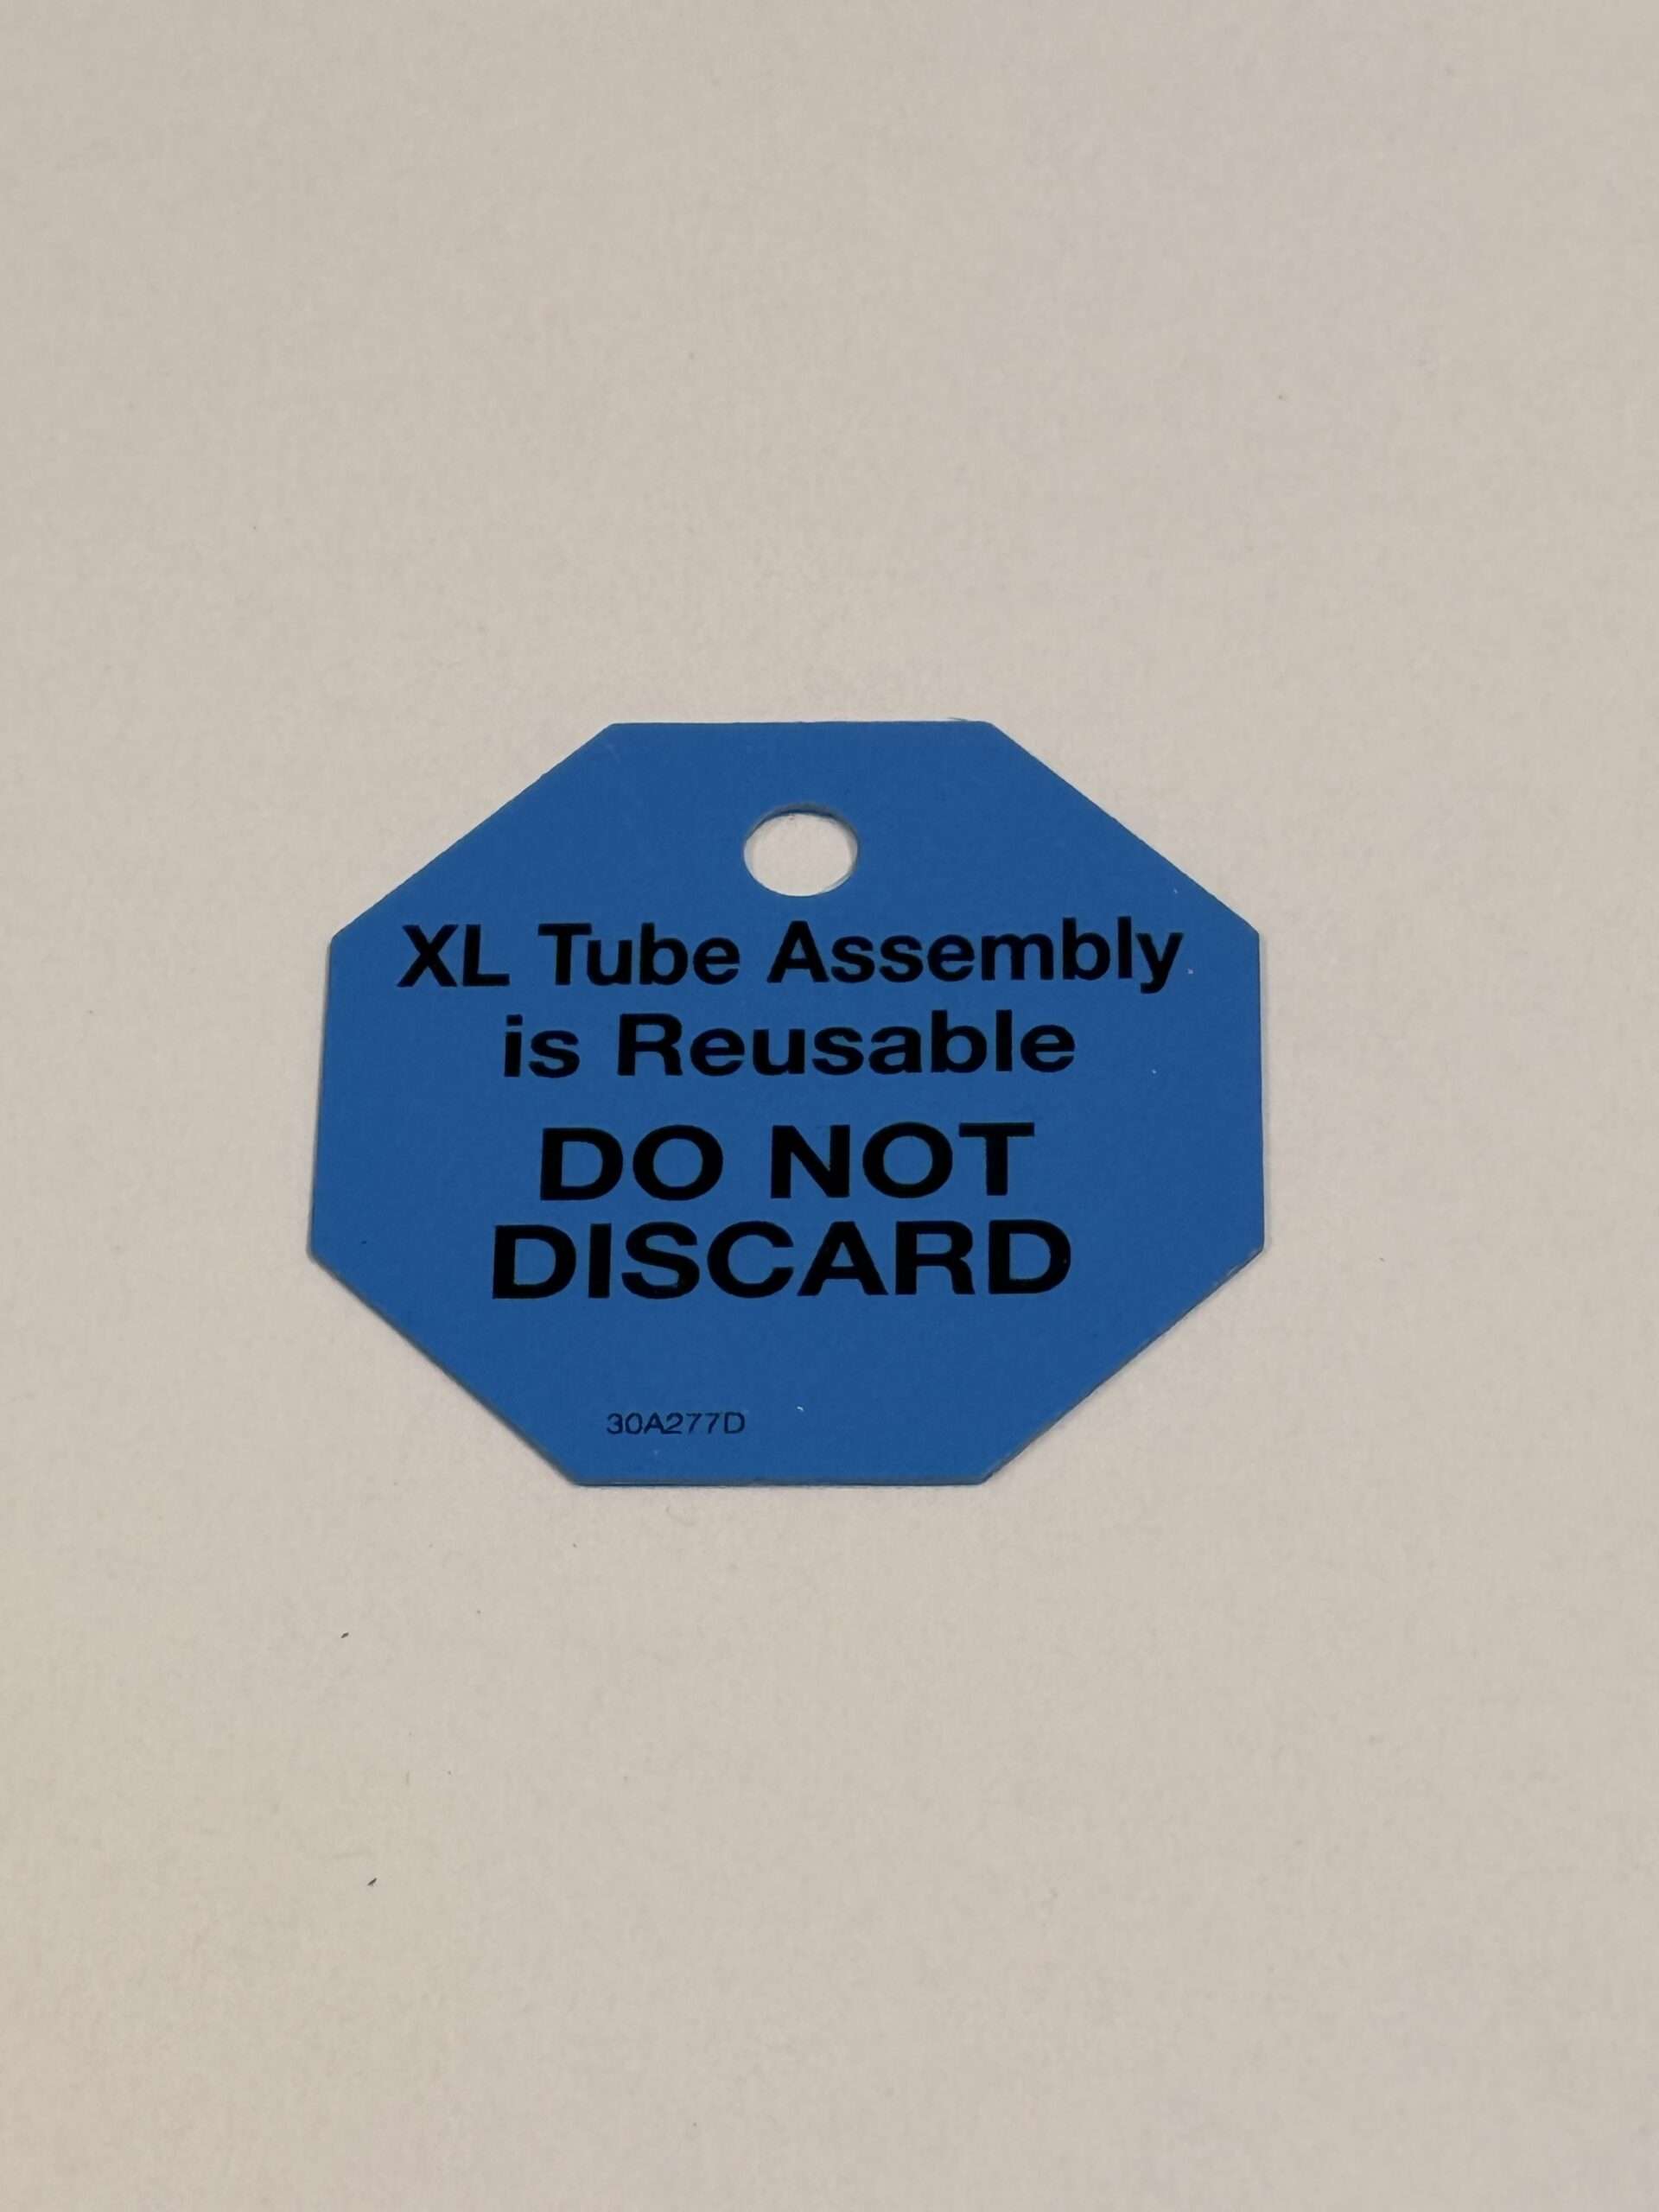 XL Tube Assembly
is Reusable
DO NOT
DISCARD
30A277D